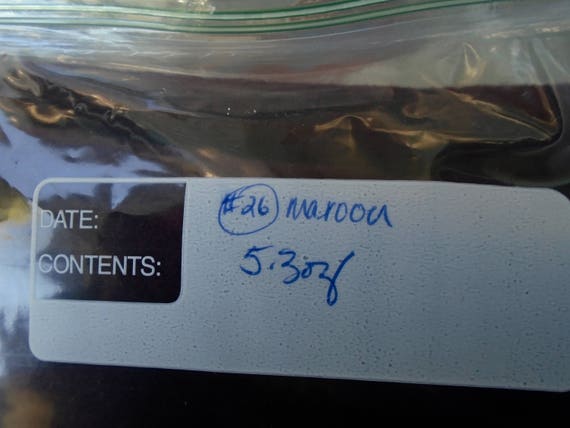 DATE:
#26 maroon
CONTENTS:
5.3oz